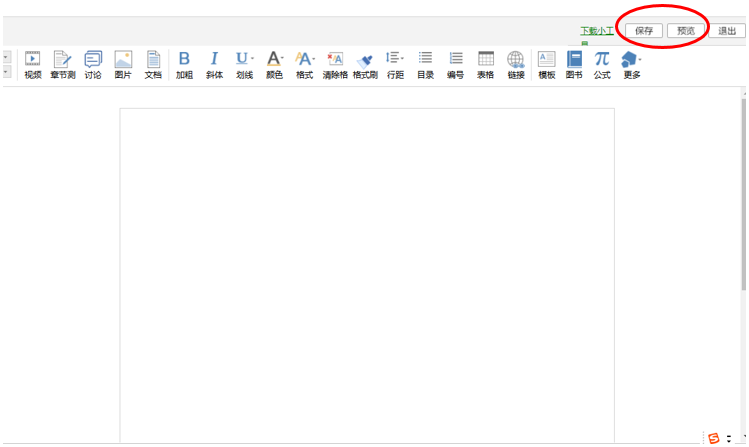 下载小工具 保存 预览 退出
视频 章节测 讨论 图片 文档 加粗 斜体 划线 颜色 格式 清除格 格式刷 行距 目录 编号 表格 链接 模板 图书 公式 更多